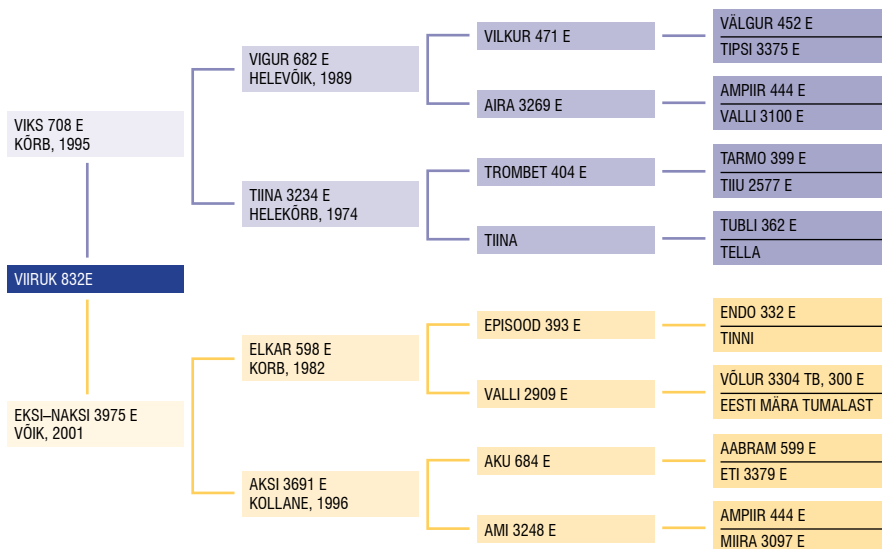 VIIRUK 832E
VIKS 708 E
KÕRB, 1995
EKSI–NAKSI 3975 E
VÕIK, 2001
VIGUR 682 E
HELEVÕIK, 1989
TIINA 3234 E
HELEKÕRB, 1974
ELKAR 598 E
KORB, 1982
AKSI 3691 E
KOLLANE, 1996
VILKUR 471 E
AIRA 3269 E
TROMBET 404 E
TIINA
EPISOOD 393 E
VALLI 2909 E
AKU 684 E
AMI 3248 E
VÄLGUR 452 E
TIPSI 3375 E
AMPIIR 444 E
VALLI 3100 E
TARMO 399 E
TIIU 2577 E
TUBLI 362 E
TELLA
ENDO 332 E
TINNI
VÕLUR 3304 TB, 300 E
EESTI MÄRA TUMALAST
AABRAM 599 E
ETI 3379 E
AMPIIR 444 E
MIIRA 3097 E